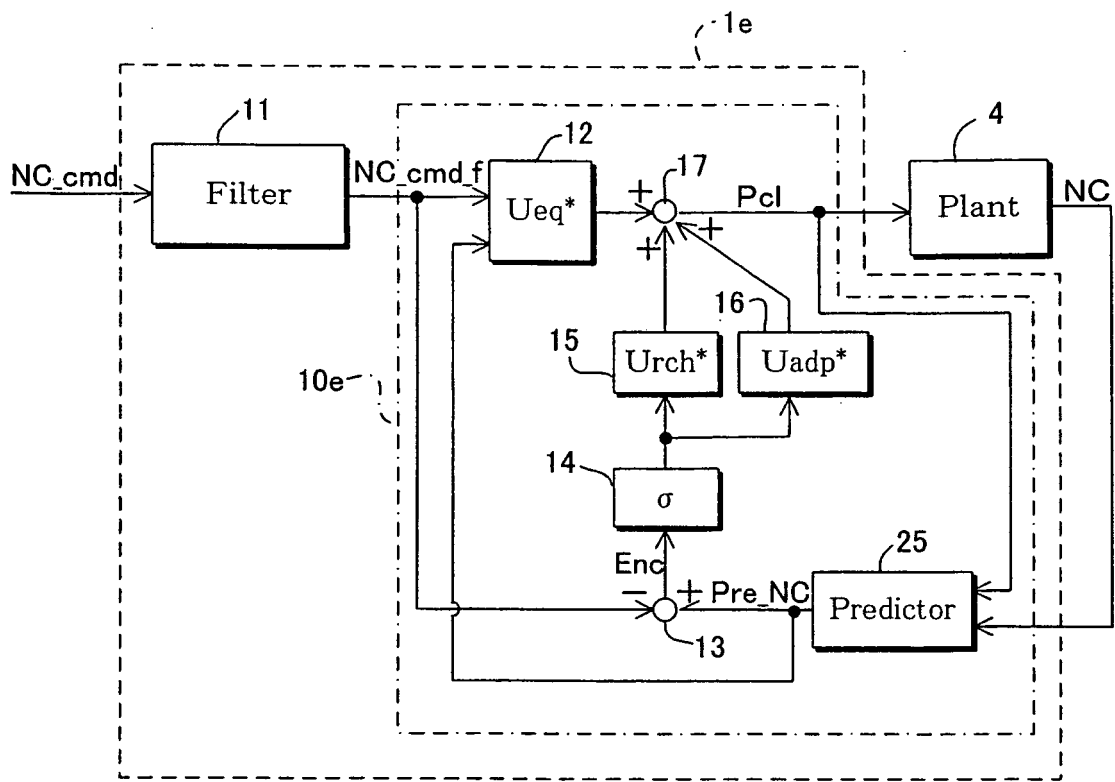 1e
11
12
17
4
NC_cmd
Filter
NC_cmd_f
Ueq*
+
+
+
Pcl
Plant
NC
10e
15
Urch*
16
Uadp*
14
σ
Enc
25
−
+
Pre_NC
Predictor
13